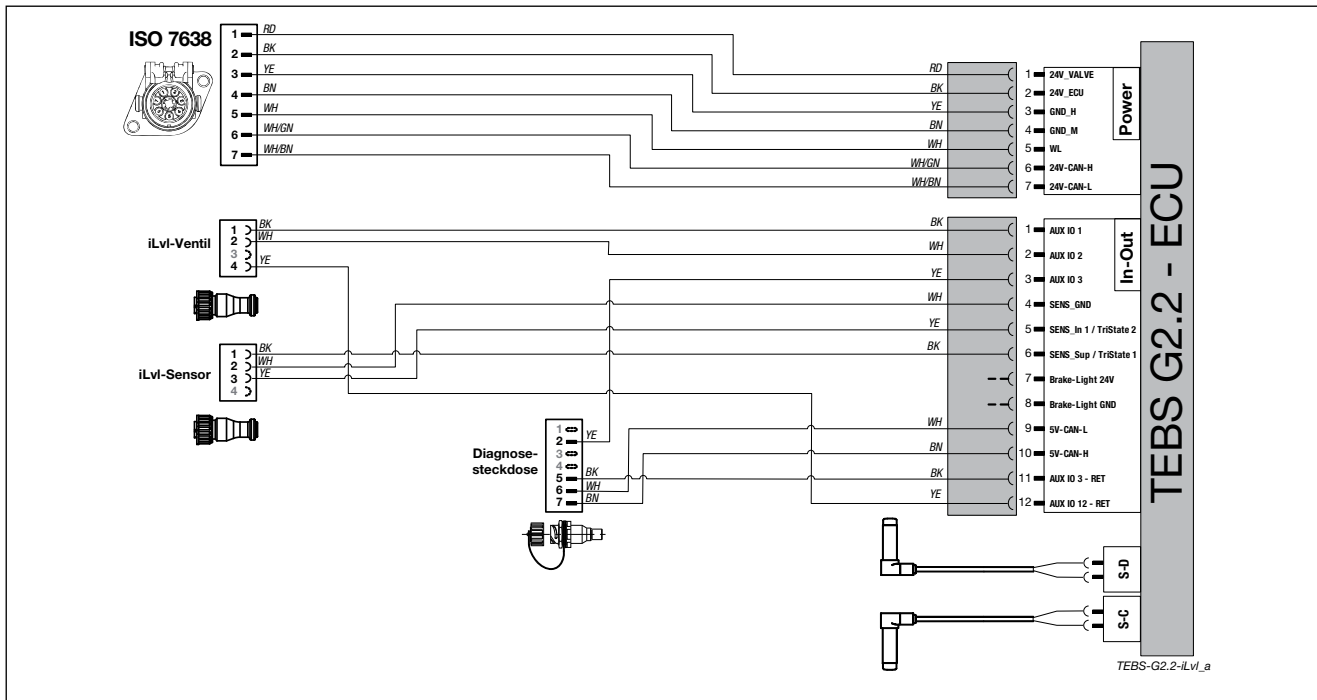 ISO 7638
1 RD
2 BK
3 YE
4 BN
5 WH
6 WH/GN
7 WH/BN
RD 1 24V_VALVE
BK 2 24V_ECU
YE 3 GND_H
BN 4 GND_M
WH 5 WL
WH/GN 6 24V-CAN-H
WH/BN 7 24V-CAN-L
Power
iLvl-Ventil
1 BK
2 WH
3
4 YE
iLvl-Sensor
1 BK
2 WH
3 YE
4
Diagnose-
steckdose
1
2 YE
3
4
5 BK
6 WH
7 BN
BK 1 AUX IO 1
WH 2 AUX IO 2
YE 3 AUX IO 3
WH 4 SENS_GND
YE 5 SENS_In 1 / TriState 2
BK 6 SENS_Sup / TriState 1
7 Brake-Light 24V
8 Brake-Light GND
WH 9 5V-CAN-L
BN 10 5V-CAN-H
BK 11 AUX IO 3 - RET
YE 12 AUX IO 12 - RET
In-Out
S-D
S-C
TEBS G2.2 - ECU
TEBS-G2.2-iLvl_a